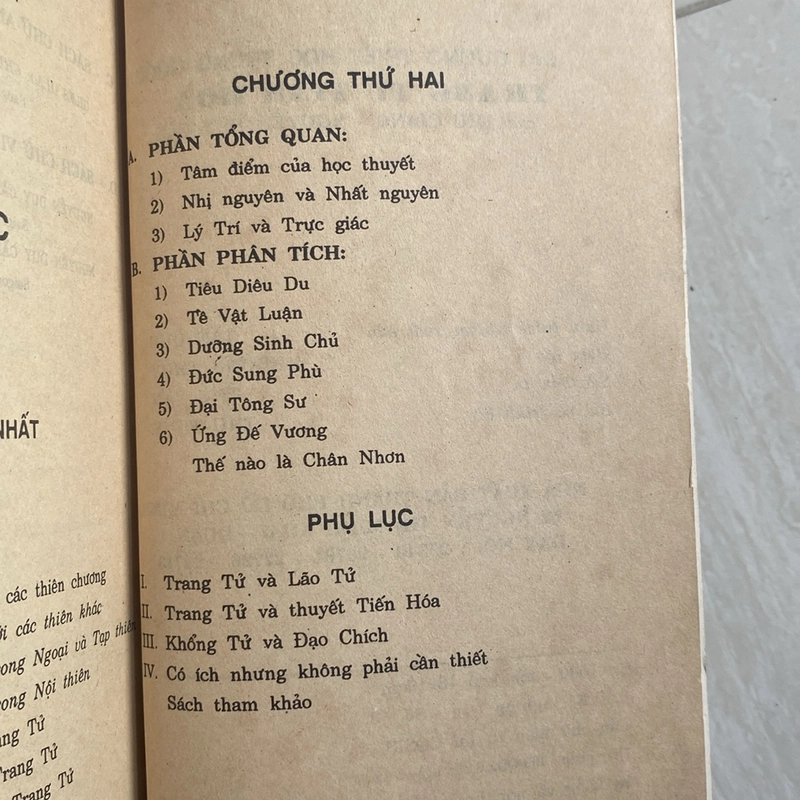 C
NHẤT
các thiên chương
ới các thiên khác
rong Ngoại và Tạp thiên
rong Nội thiên
ang Tử
Trang Tử
Trang Tử
CHƯƠNG THỨ HAI
A. PHẦN TỔNG QUAN:
1) Tâm điểm của học thuyết
2) Nhị nguyên và Nhất nguyên
3) Lý Trí và Trực giác
B. PHẦN PHÂN TÍCH:
1) Tiêu Diêu Du
2) Tề Vật Luận
3) Dưỡng Sinh Chủ
4) Đức Sung Phù
5) Đại Tông Sư
6) Ứng Đế Vương
Thế nào là Chân Nhơn
PHỤ LỤC
I. Trang Tử và Lão Tử
II. Trang Tử và thuyết Tiến Hóa
III. Khổng Tử và Đạo Chích
IV. Có ích nhưng không phải cần thiết
Sách tham khảo